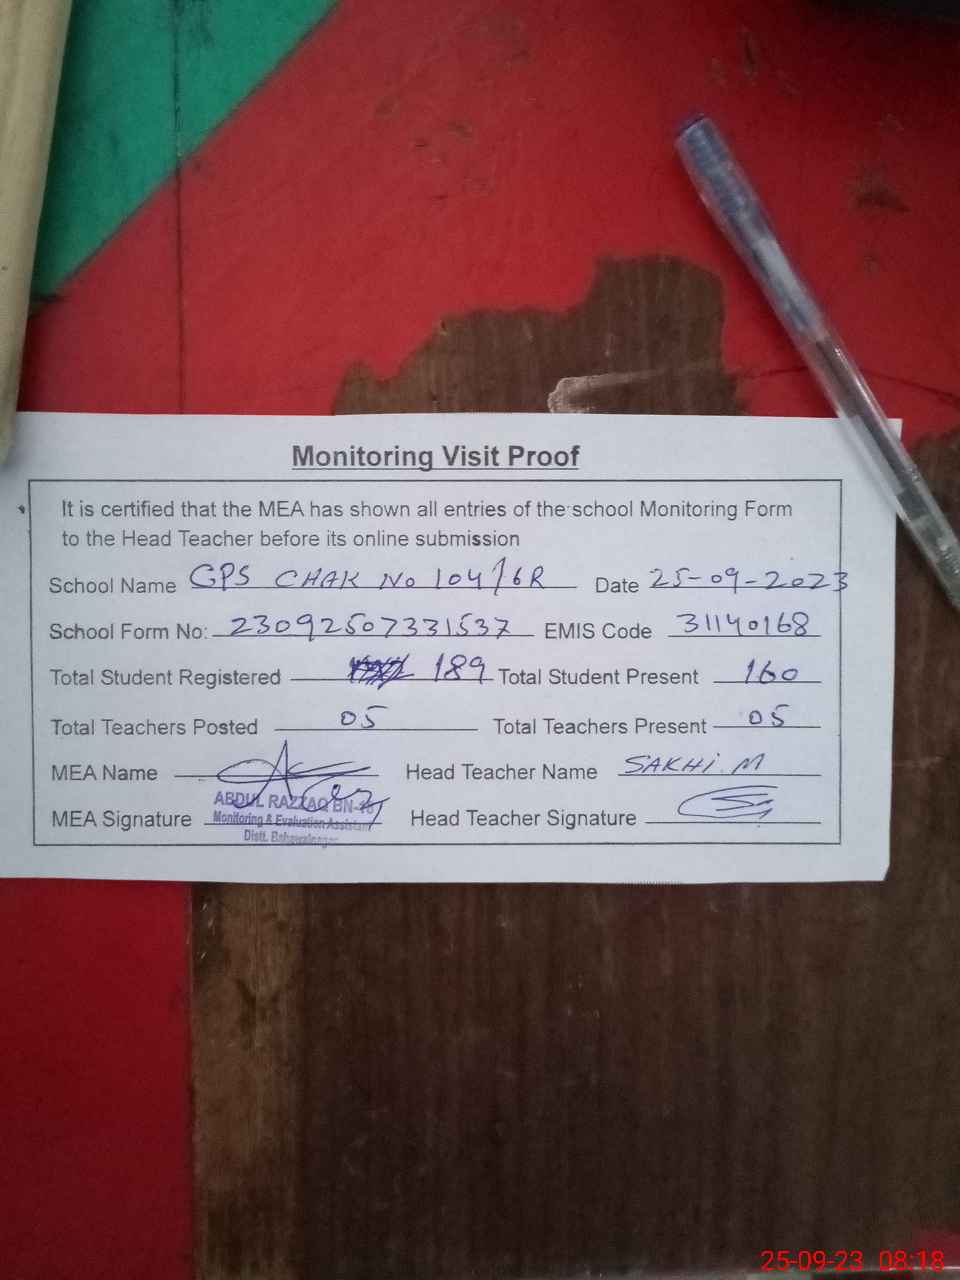 Monitoring Visit Proof
It is certified that the MEA has shown all entries of the school Monitoring Form
to the Head Teacher before its online submission
School Name GPS CHAK No 104/6R Date 25-09-2023
School Form No: 23092507331537 EMIS Code 31140168
Total Student Registered 189 Total Student Present 160
Total Teachers Posted 05 Total Teachers Present 05
MEA Name Head Teacher Name SAKHI. M
ABDUL RAZZAQ BN-
MEA Signature Monitoring & Evaluation Assistant Head Teacher Signature
Distt. Bahawalnagar
25-09-23 08:18